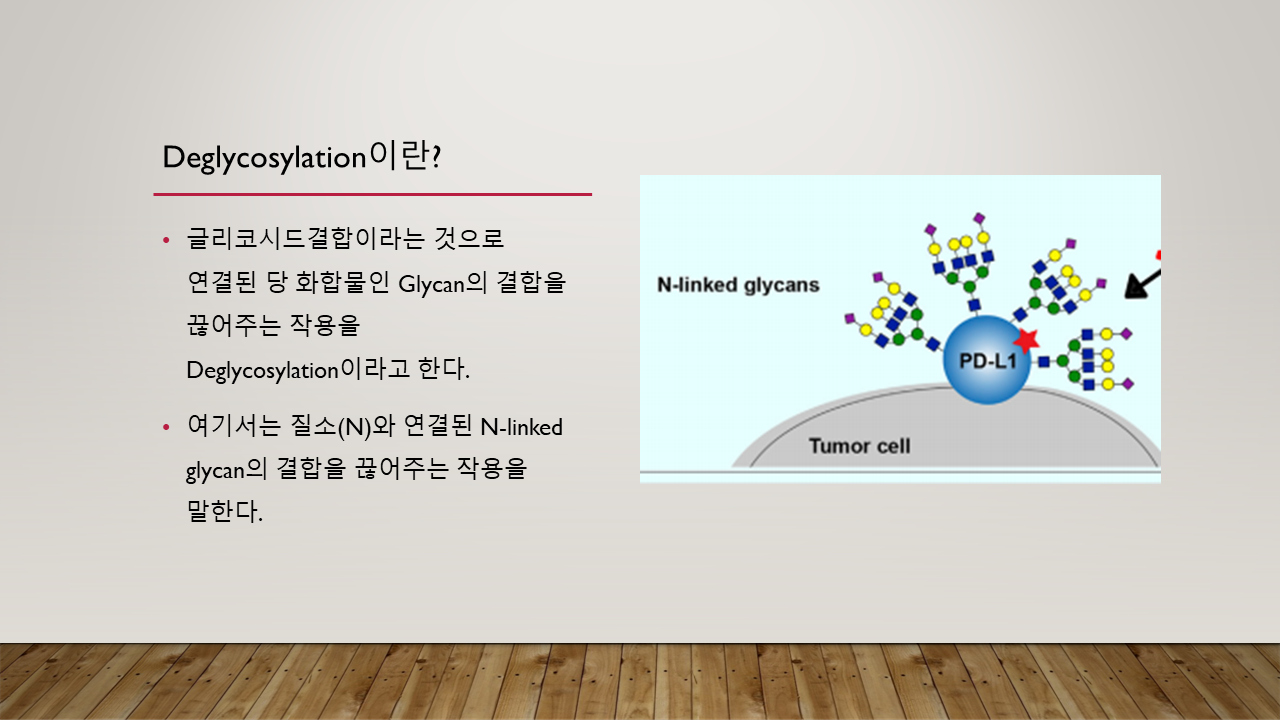 Deglycosylation이란?
• 글리코시드결합이라는 것으로
연결된 당 화합물인 Glycan의 결합을
끊어주는 작용을
Deglycosylation이라고 한다.
• 여기서는 질소(N)와 연결된 N-linked
glycan의 결합을 끊어주는 작용을
말한다.
N-linked glycans
PD-L1
Tumor cell